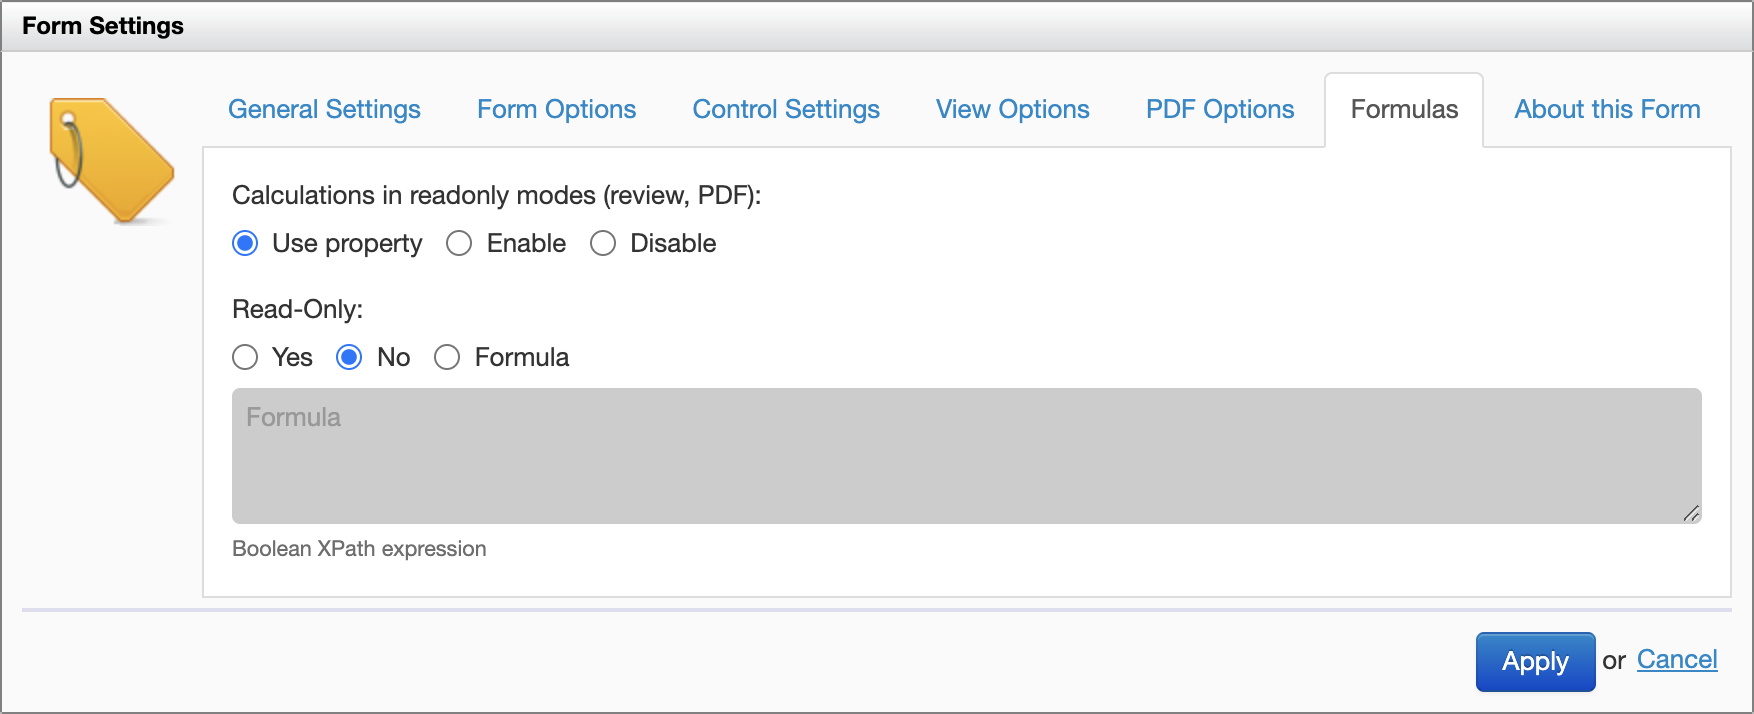 Form Settings
General Settings Form Options Control Settings View Options PDF Options Formulas About this Form
Calculations in readonly modes (review, PDF):
Use property Enable Disable
Read-Only:
Yes No Formula
Formula
Boolean XPath expression
Apply or Cancel